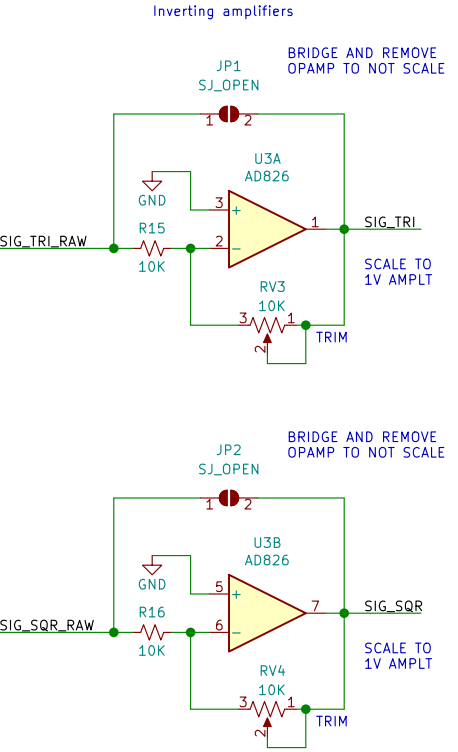 Inverting amplifiers
BRIDGE AND REMOVE
OPAMP TO NOT SCALE
JP1
SJ_OPEN
1 2
U3A
AD826
GND
3 +
1
SIG_TRI
SIG_TRI_RAW
R15
10K
2 −
SCALE TO
1V AMPLT
RV3
10K
3 1
2
TRIM
BRIDGE AND REMOVE
OPAMP TO NOT SCALE
JP2
SJ_OPEN
1 2
U3B
AD826
GND
5 +
7
SIG_SQR
SIG_SQR_RAW
R16
10K
6 −
SCALE TO
1V AMPLT
RV4
10K
3 1
2
TRIM